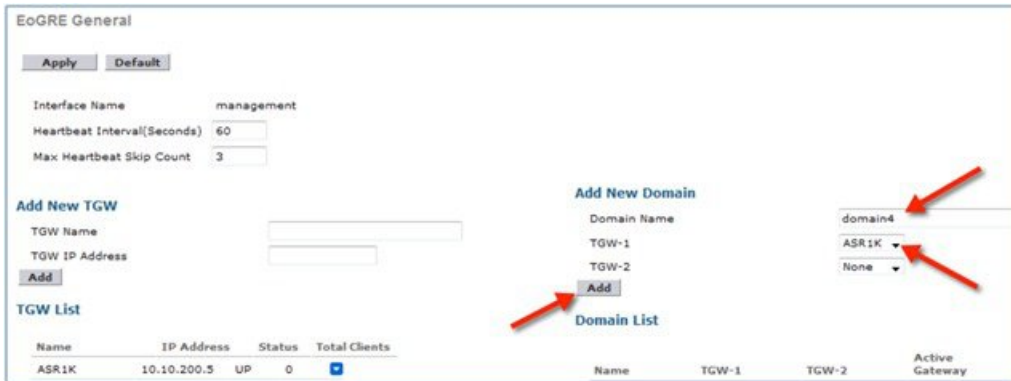 EoGRE General
Apply Default
Interface Name management
Heartbeat Interval(Seconds) 60
Max Heartbeat Skip Count 3
Add New TGW
TGW Name
TGW IP Address
Add
TGW List
Name IP Address Status Total Clients
ASR1K 10.10.200.5 UP 0
Add New Domain
Domain Name domain4
TGW-1 ASR1K
TGW-2 None
Add
Domain List
Name TGW-1 TGW-2 Active Gateway